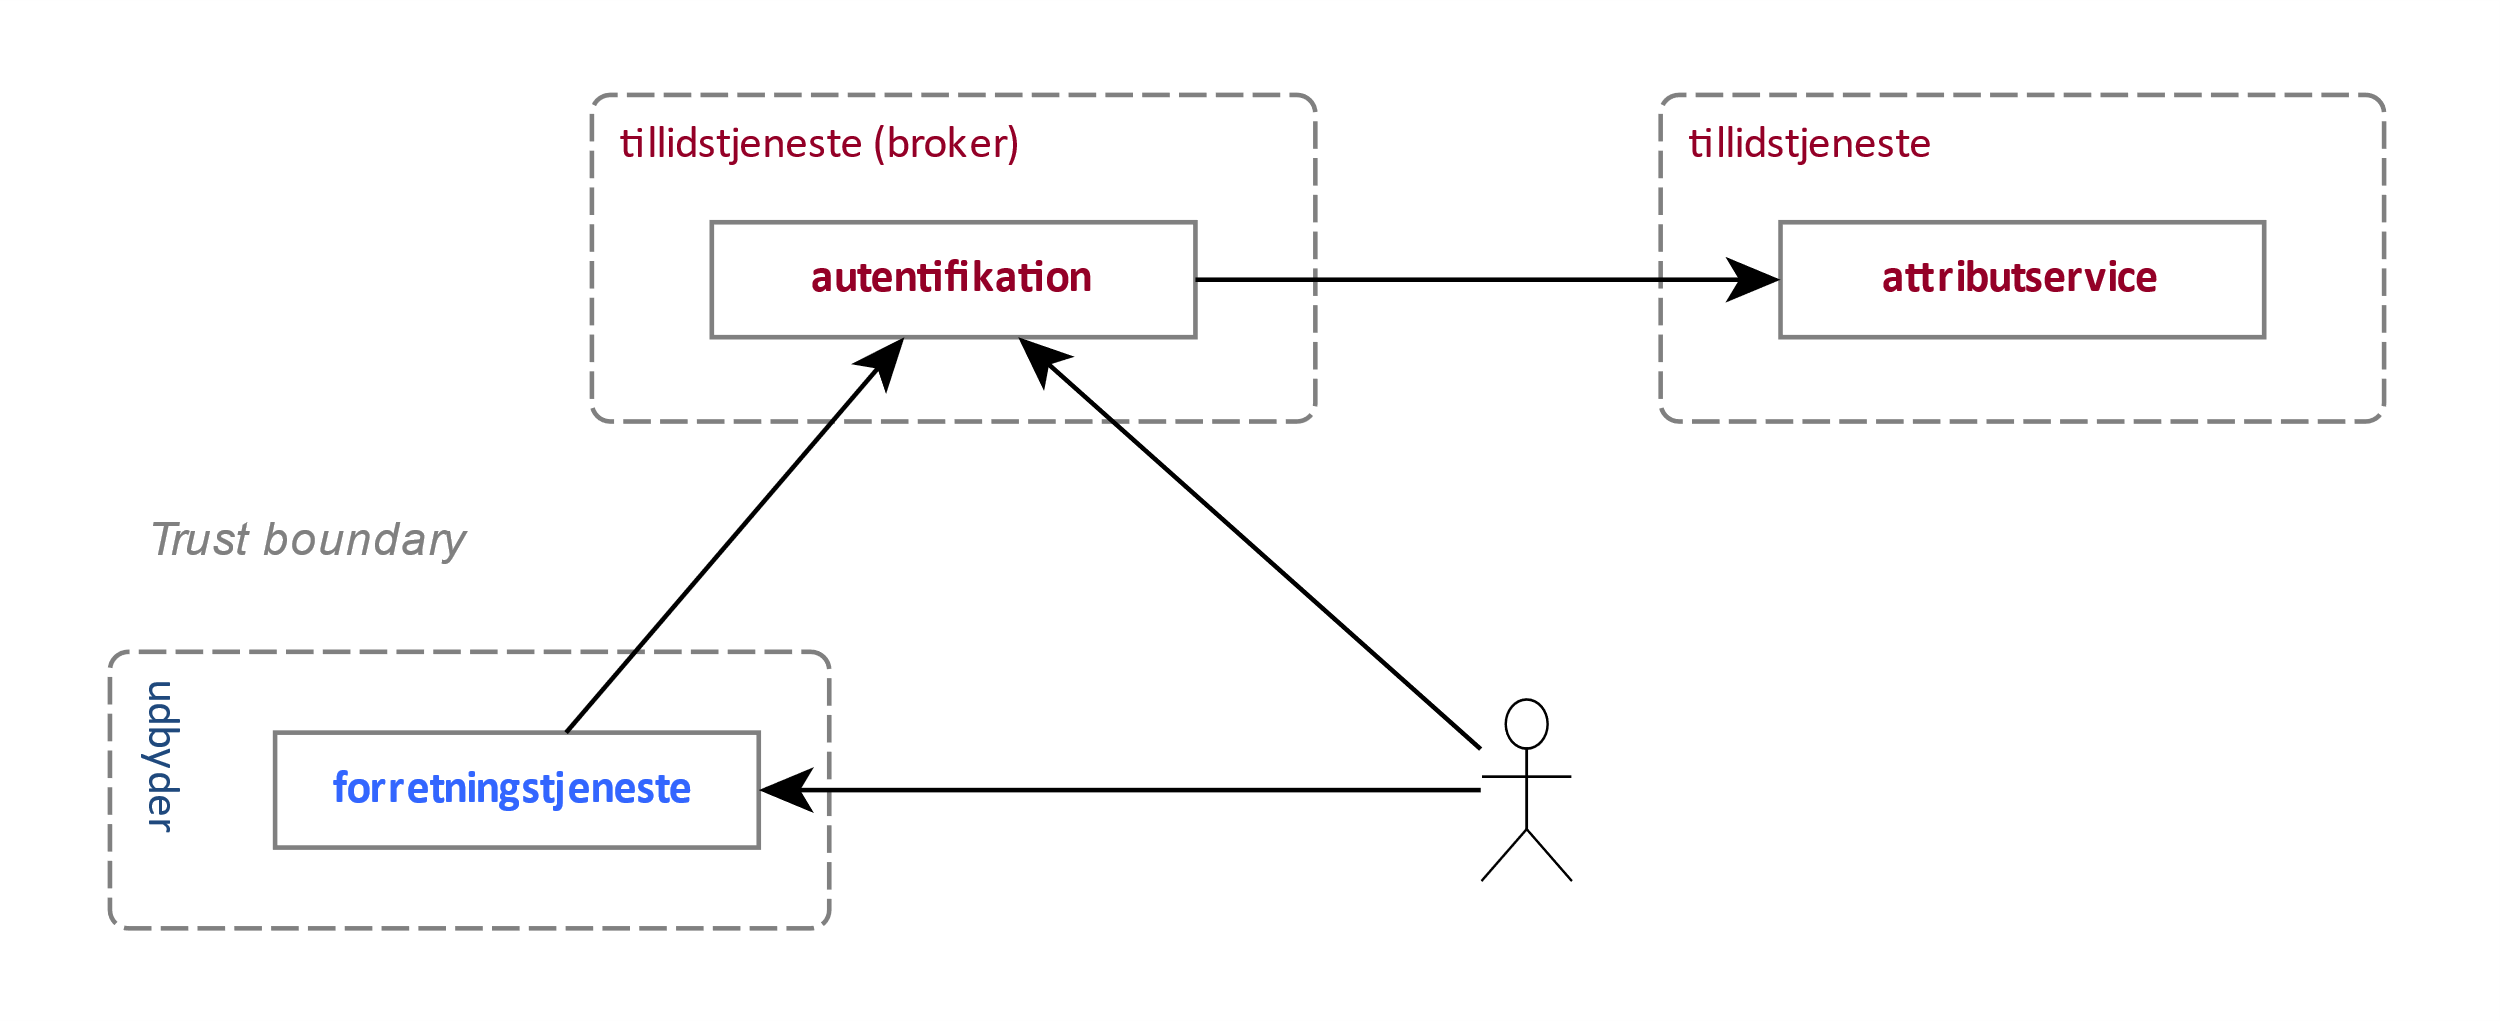 tillidstjeneste (broker)
tillidstjeneste
autentifikation
attributservice
Trust boundary
udbyder
forretningstjeneste